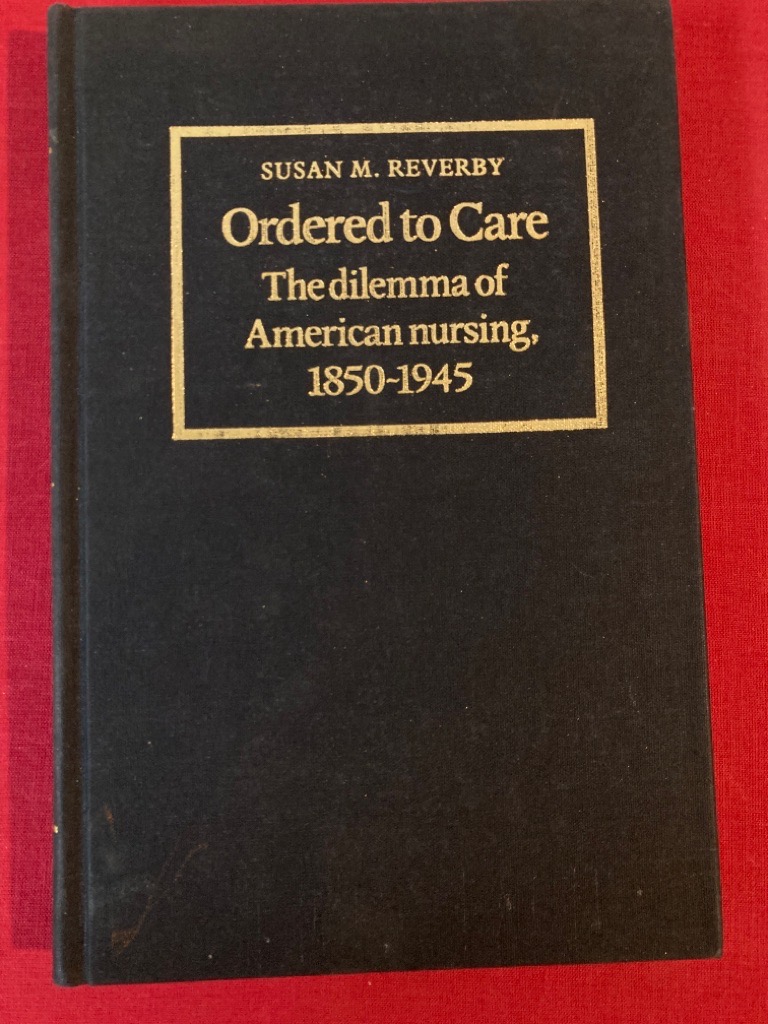 SUSAN M. REVERBY
Ordered to Care
The dilemma of
American nursing,
1850-1945